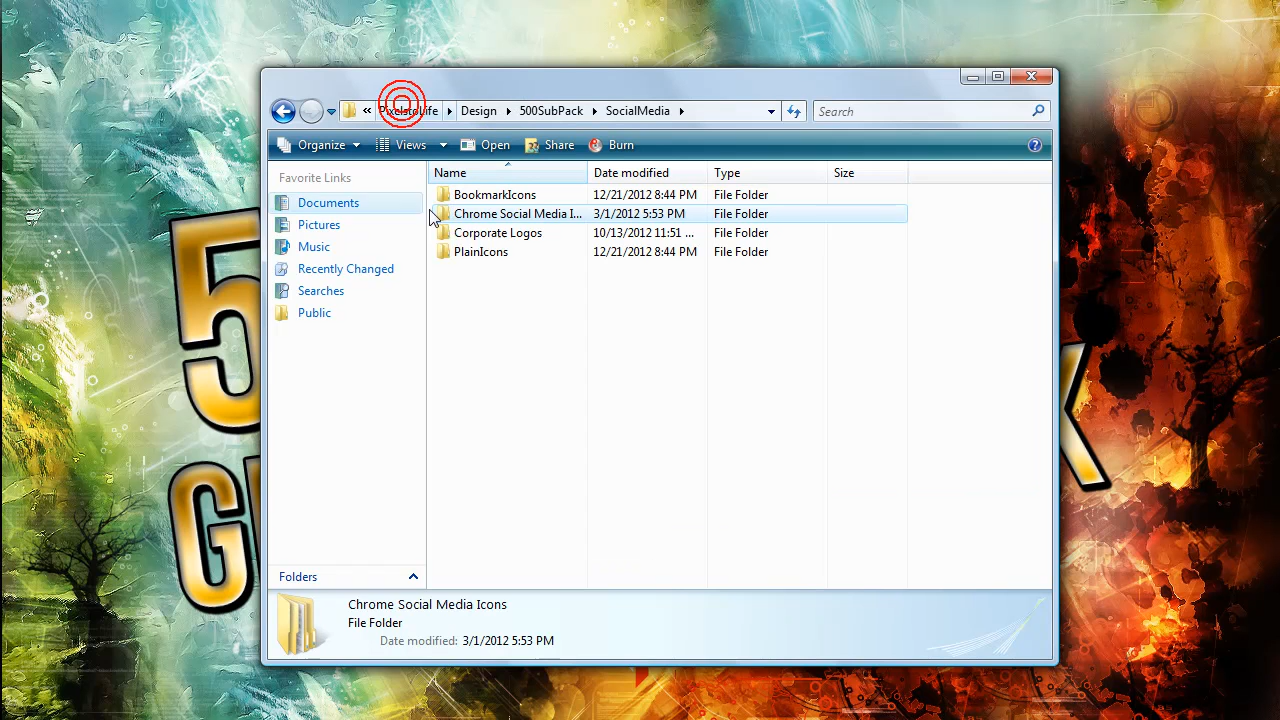 « PixelstoLife Design 500SubPack SocialMedia Search
Organize Views Open Share Burn
Favorite Links
Documents
Pictures
Music
Recently Changed
Searches
Public
Folders
Name Date modified Type Size
BookmarkIcons 12/21/2012 8:44 PM File Folder
Chrome Social Media I... 3/1/2012 5:53 PM File Folder
Corporate Logos 10/13/2012 11:51 ... File Folder
PlainIcons 12/21/2012 8:44 PM File Folder
Chrome Social Media Icons
File Folder
Date modified: 3/1/2012 5:53 PM
5
G
K